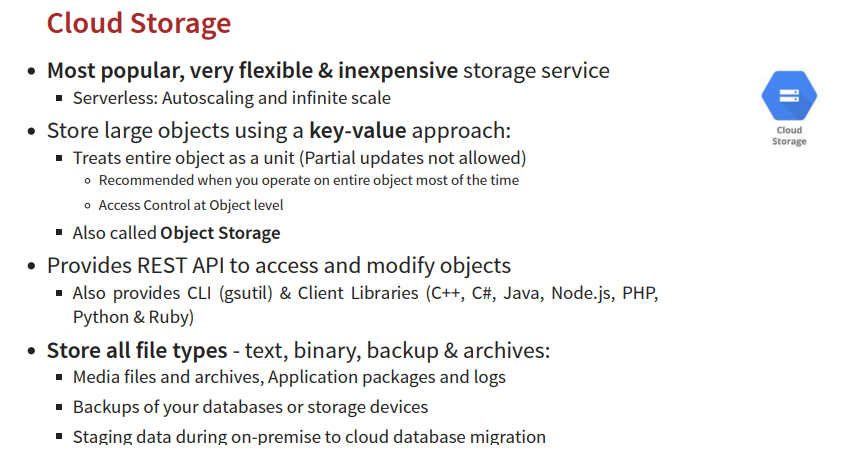 Cloud Storage
• Most popular, very flexible & inexpensive storage service
▪ Serverless: Autoscaling and infinite scale
• Store large objects using a key-value approach:
▪ Treats entire object as a unit (Partial updates not allowed)
◦ Recommended when you operate on entire object most of the time
◦ Access Control at Object level
▪ Also called Object Storage
• Provides REST API to access and modify objects
▪ Also provides CLI (gsutil) & Client Libraries (C++, C#, Java, Node.js, PHP,
Python & Ruby)
• Store all file types - text, binary, backup & archives:
▪ Media files and archives, Application packages and logs
▪ Backups of your databases or storage devices
▪ Staging data during on-premise to cloud database migration
Cloud
Storage